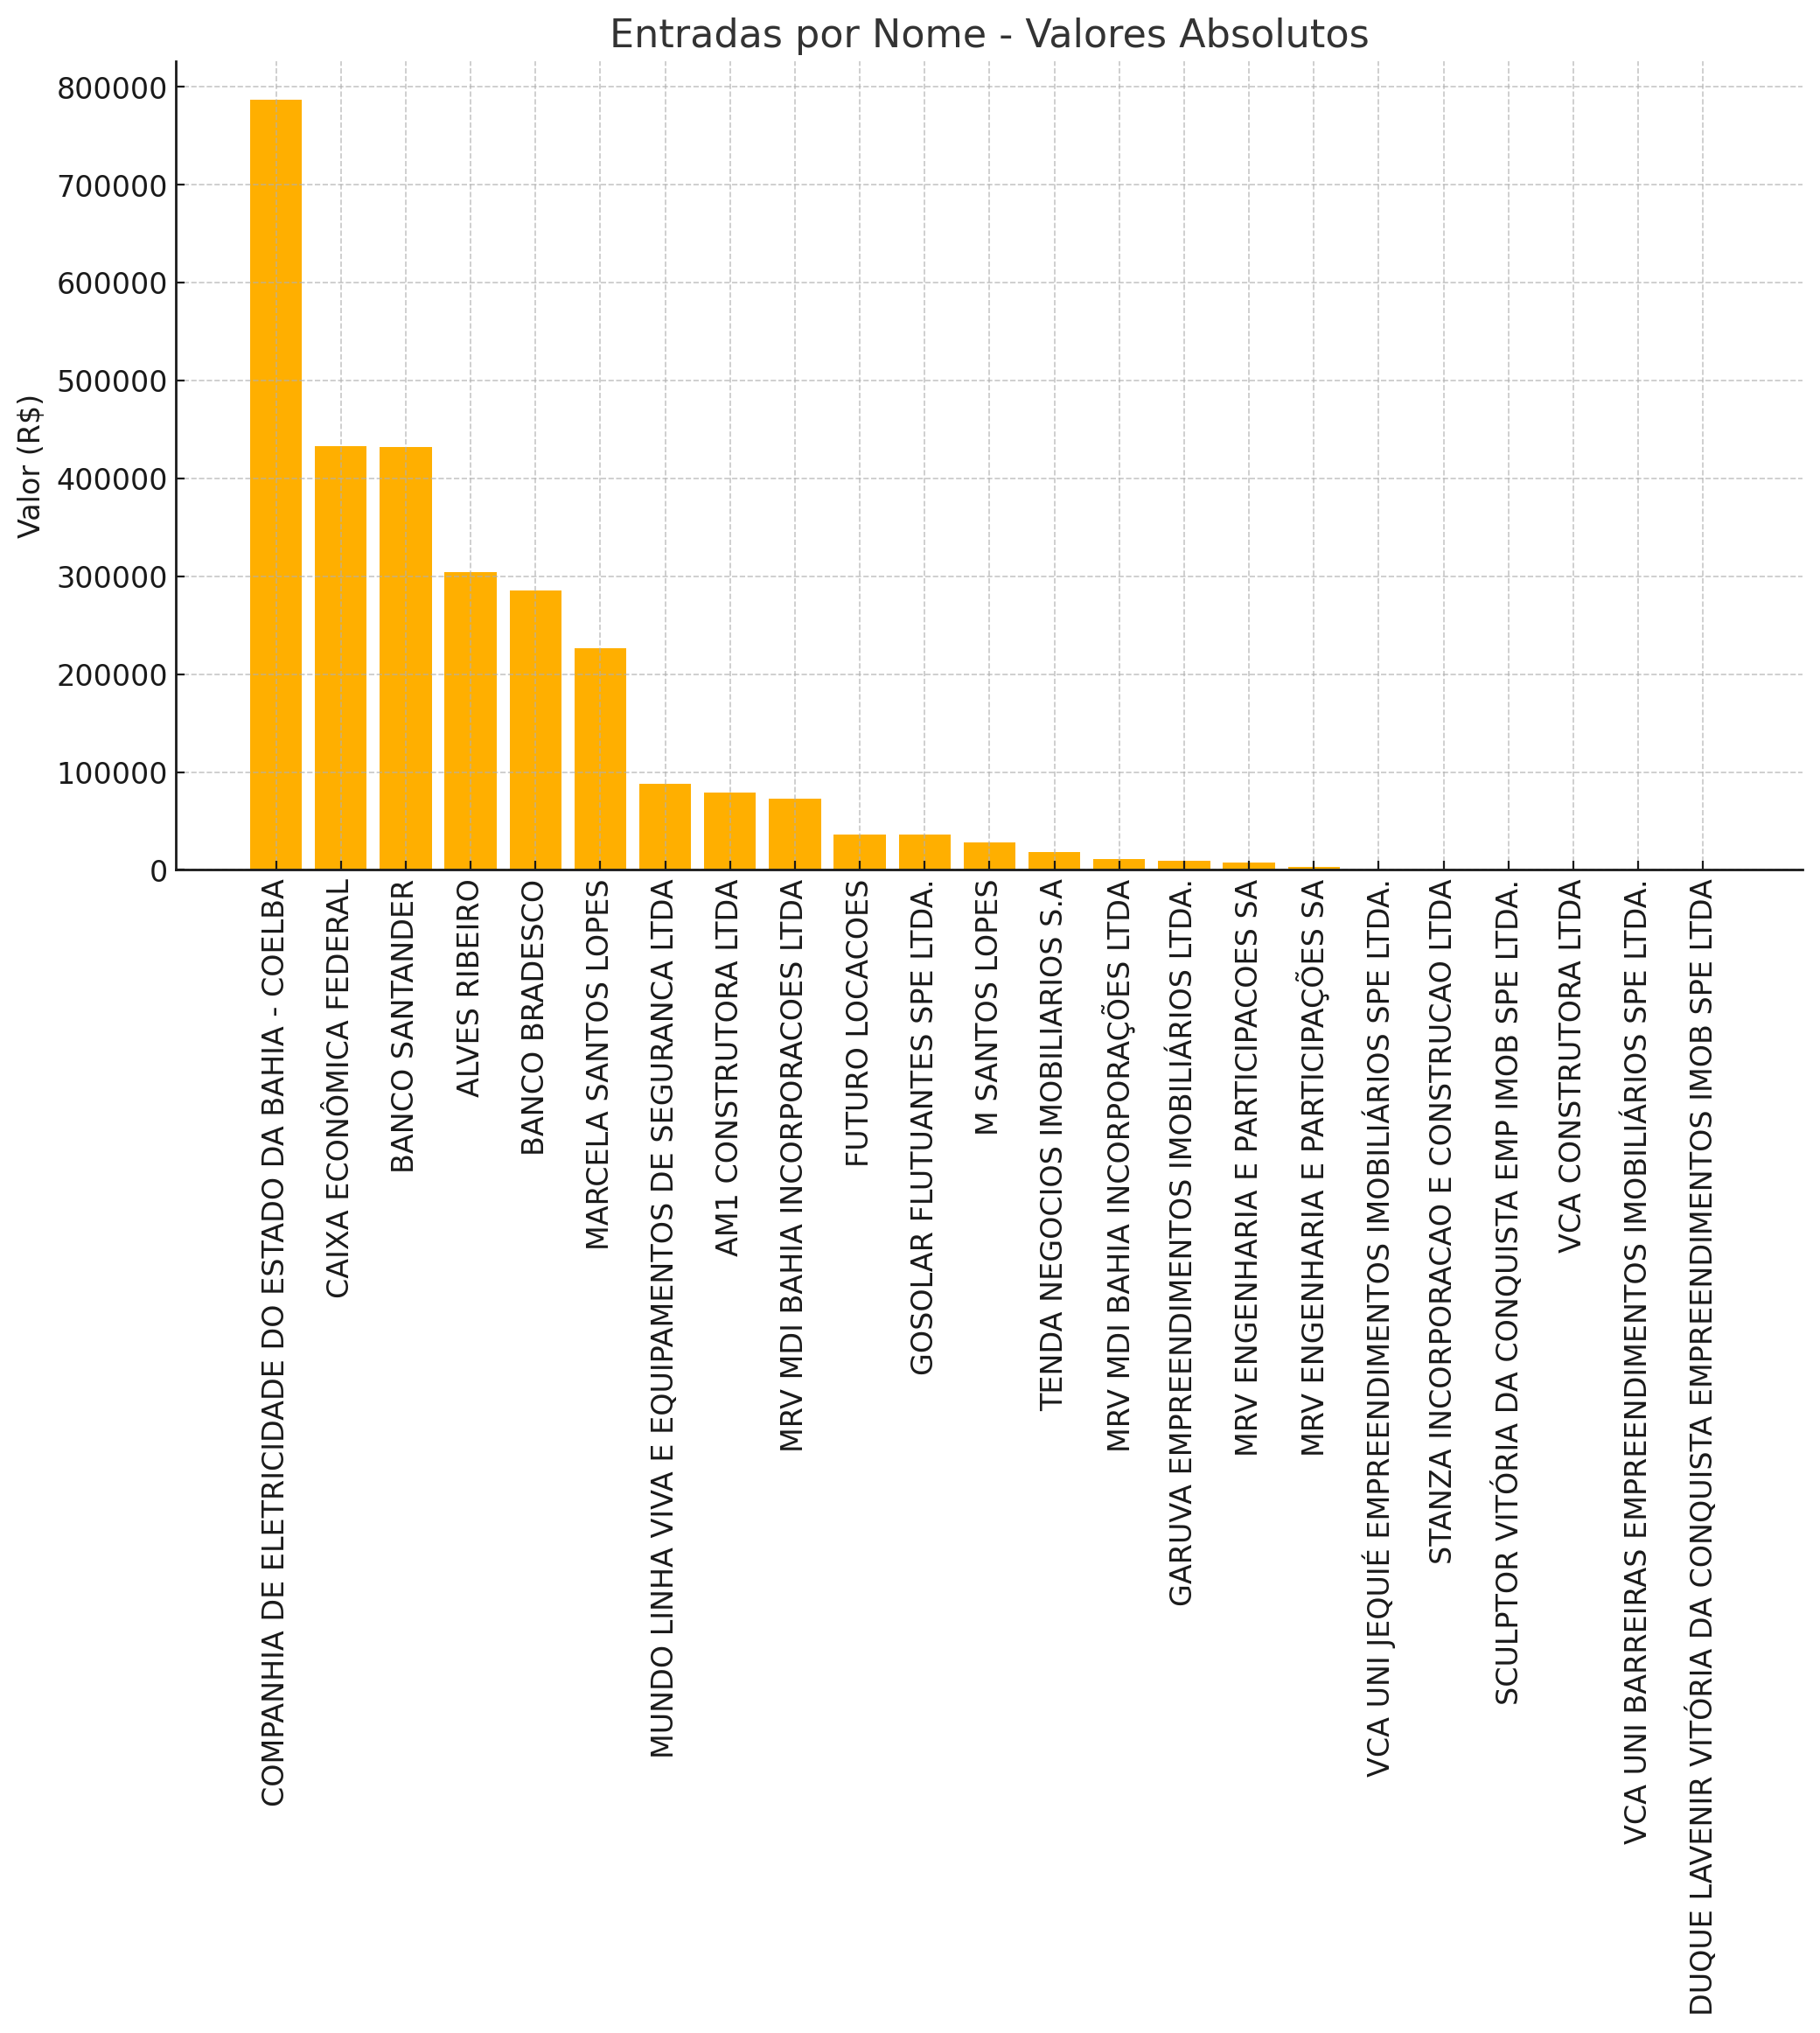 Entradas por Nome - Valores Absolutos
Valor (R$)
800000
700000
600000
500000
400000
300000
200000
100000
0
COMPANHIA DE ELETRICIDADE DO ESTADO DA BAHIA - COELBA
CAIXA ECONÔMICA FEDERAL
BANCO SANTANDER
ALVES RIBEIRO
BANCO BRADESCO
MARCELA SANTOS LOPES
MUNDO LINHA VIVA E EQUIPAMENTOS DE SEGURANCA LTDA
AM1 CONSTRUTORA LTDA
MRV MDI BAHIA INCORPORACOES LTDA
FUTURO LOCACOES
GOSOLAR FLUTUANTES SPE LTDA.
M SANTOS LOPES
TENDA NEGOCIOS IMOBILIARIOS S.A
MRV MDI BAHIA INCORPORAÇÕES LTDA
GARUVA EMPREENDIMENTOS IMOBILIÁRIOS LTDA.
MRV ENGENHARIA E PARTICIPACOES SA
MRV ENGENHARIA E PARTICIPAÇÕES SA
VCA UNI JEQUIÉ EMPREENDIMENTOS IMOBILIÁRIOS SPE LTDA.
STANZA INCORPORACAO E CONSTRUCAO LTDA
SCULPTOR VITÓRIA DA CONQUISTA EMP IMOB SPE LTDA.
VCA CONSTRUTORA LTDA
VCA UNI BARREIRAS EMPREENDIMENTOS IMOBILIÁRIOS SPE LTDA.
DUQUE LAVENIR VITÓRIA DA CONQUISTA EMPREENDIMENTOS IMOB SPE LTDA